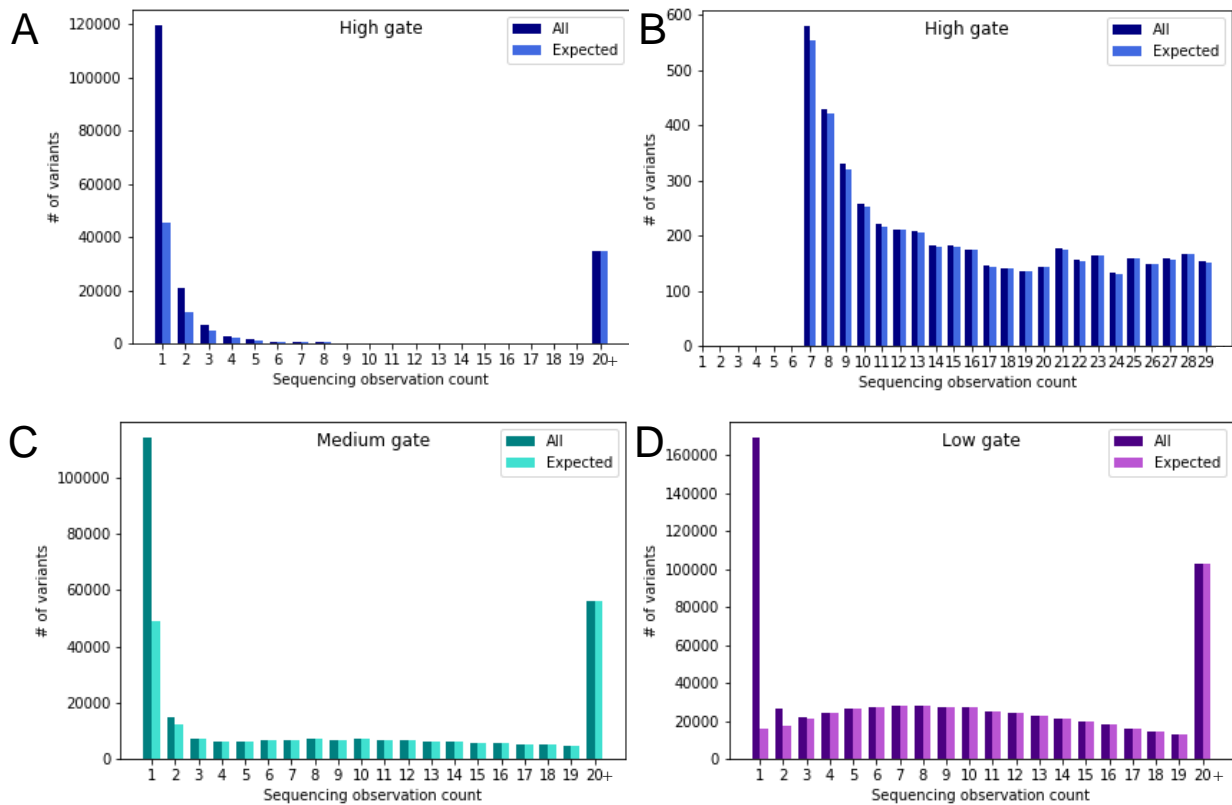 A
High gate
All
Expected
120000
100000
80000
60000
40000
20000
0
# of variants
1 2 3 4 5 6 7 8 9 10 11 12 13 14 15 16 17 18 19 20+
Sequencing observation count
B
High gate
All
Expected
600
500
400
300
200
100
0
# of variants
1 2 3 4 5 6 7 8 9 10 11 12 13 14 15 16 17 18 19 20 21 22 23 24 25 26 27 28 29
Sequencing observation count
C
Medium gate
All
Expected
100000
80000
60000
40000
20000
0
# of variants
1 2 3 4 5 6 7 8 9 10 11 12 13 14 15 16 17 18 19 20+
Sequencing observation count
D
Low gate
All
Expected
160000
140000
120000
100000
80000
60000
40000
20000
0
# of variants
1 2 3 4 5 6 7 8 9 10 11 12 13 14 15 16 17 18 19 20+
Sequencing observation count